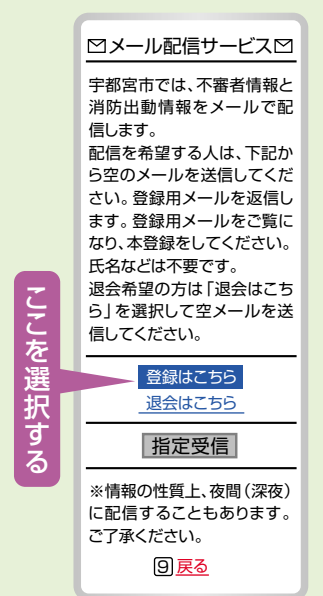 ✉メール配信サービス✉
宇都宮市では、不審者情報と
消防出動情報をメールで配
信します。
配信を希望する人は、下記か
ら空のメールを送信してくだ
さい。登録用メールを返信し
ます。登録用メールをご覧に
なり、本登録をしてください。
氏名などは不要です。
退会希望の方は「退会はこち
ら」を選択して空メールを送
信してください。
ここを選択する
登録はこちら
退会はこちら
指定受信
※情報の性質上、夜間(深夜)
に配信することもあります。
ご了承ください。
9 戻る